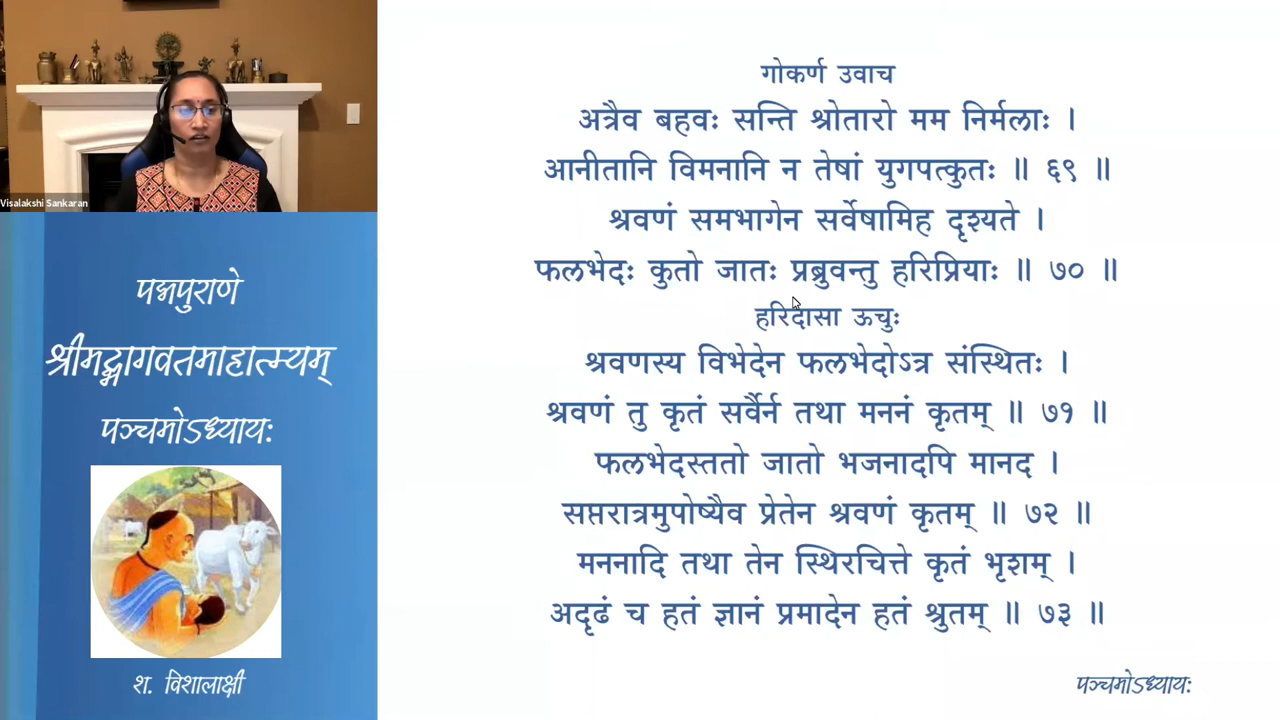 Visalakshi Sankaran
पद्मपुराणे
श्रीमद्भागवतमाहात्म्यम्
पञ्चमोऽध्यायः
श. विशालाक्षी
गोकर्ण उवाच
अत्रैव बहवः सन्ति श्रोतारो मम निर्मलाः ।
आनीतानि विमनानि न तेषां युगपत्कुतः ॥ ६९ ॥
श्रवणं समभागेन सर्वेषामिह दृश्यते ।
फलभेदः कुतो जातः प्रब्रुवन्तु हरिप्रियाः ॥ ७० ॥
हरिदासा ऊचुः
श्रवणस्य विभेदेन फलभेदोऽत्र संस्थितः ।
श्रवणं तु कृतं सर्वैर्न तथा मननं कृतम् ॥ ७१ ॥
फलभेदस्ततो जातो भजनादपि मानद ।
सप्तरात्रमुपोष्यैव प्रेतेन श्रवणं कृतम् ॥ ७२ ॥
मननादि तथा तेन स्थिरचित्ते कृतं भृशम् ।
अदृढं च हतं ज्ञानं प्रमादेन हतं श्रुतम् ॥ ७३ ॥
पञ्चमोऽध्यायः